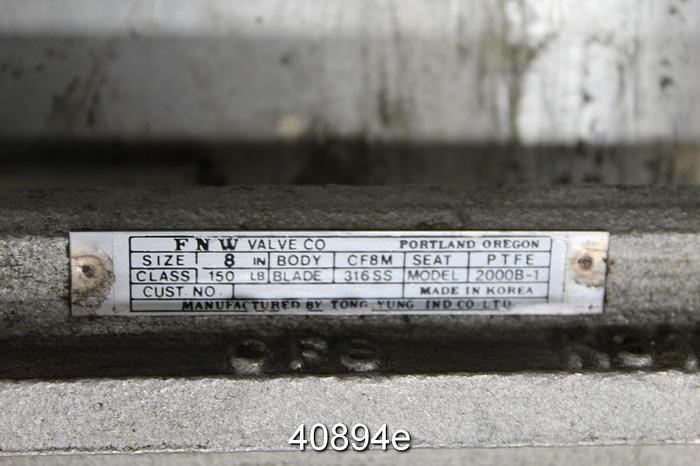 FNW VALVE CO PORTLAND OREGON
SIZE 8 IN BODY CF8M SEAT PTFE
CLASS 150 LB BLADE 316SS MODEL 2000B-1
CUST. NO. MADE IN KOREA
MANUFACTURED BY TONG YUNG IND CO LTD
40894e